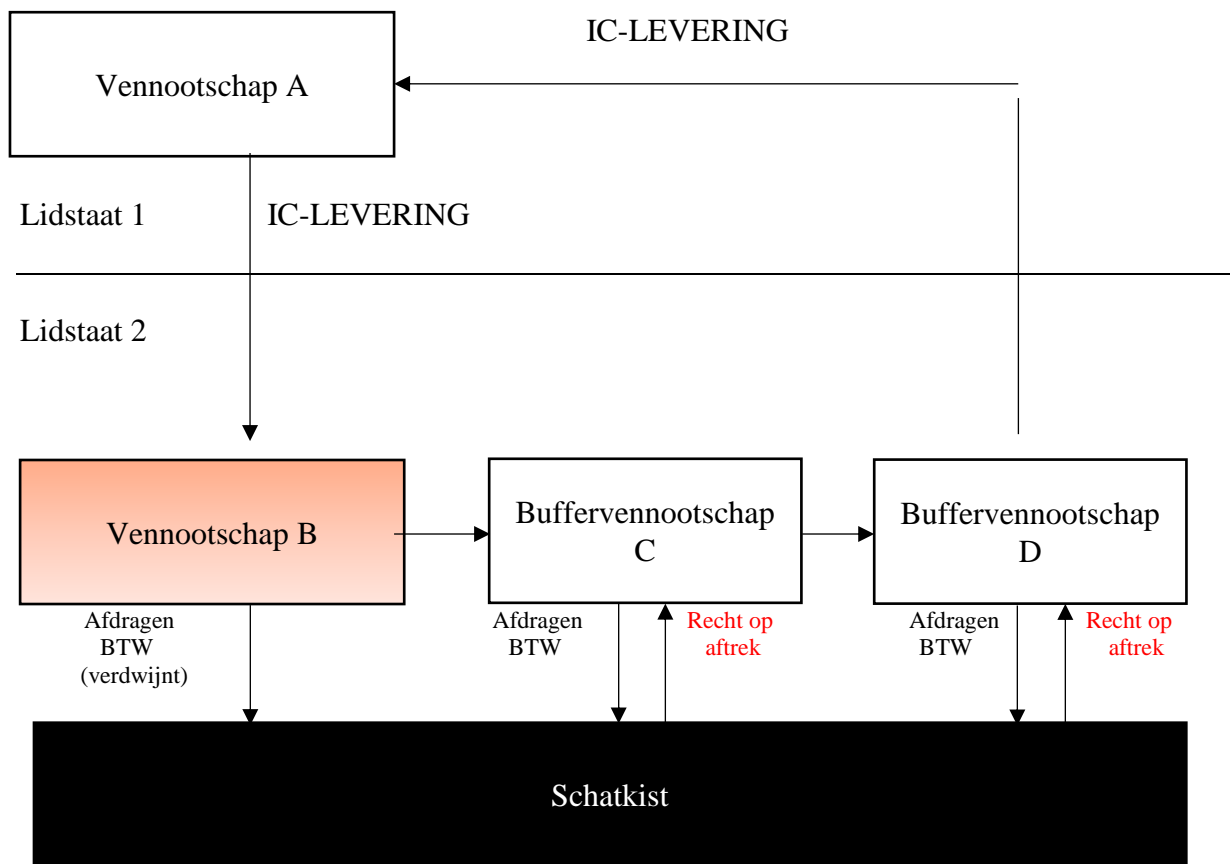 IC-LEVERING
Vennootschap A
Lidstaat 1
IC-LEVERING
Lidstaat 2
Vennootschap B
Buffervennootschap
C
Buffervennootschap
D
Afdragen
BTW
(verdwijnt)
Afdragen
BTW
Recht op
aftrek
Afdragen
BTW
Recht op
aftrek
Schatkist